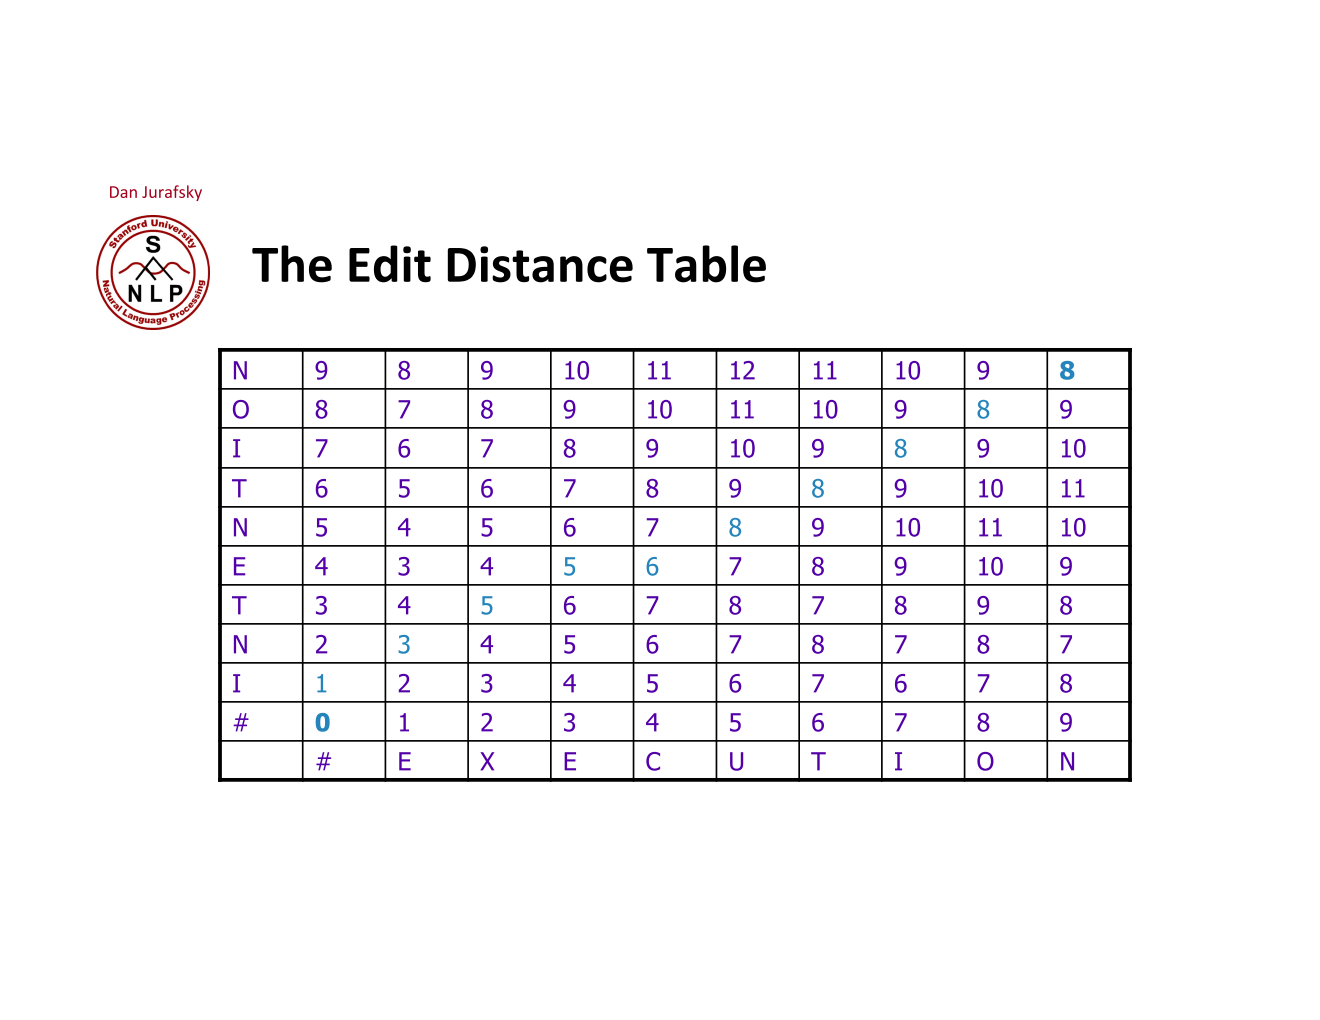 Dan Jurafsky
Stanford University
S
N L P
Natural Language Processing
The Edit Distance Table
N 9 8 9 10 11 12 11 10 9 8
O 8 7 8 9 10 11 10 9 8 9
I 7 6 7 8 9 10 9 8 9 10
T 6 5 6 7 8 9 8 9 10 11
N 5 4 5 6 7 8 9 10 11 10
E 4 3 4 5 6 7 8 9 10 9
T 3 4 5 6 7 8 7 8 9 8
N 2 3 4 5 6 7 8 7 8 7
I 1 2 3 4 5 6 7 6 7 8
# 0 1 2 3 4 5 6 7 8 9
# E X E C U T I O N